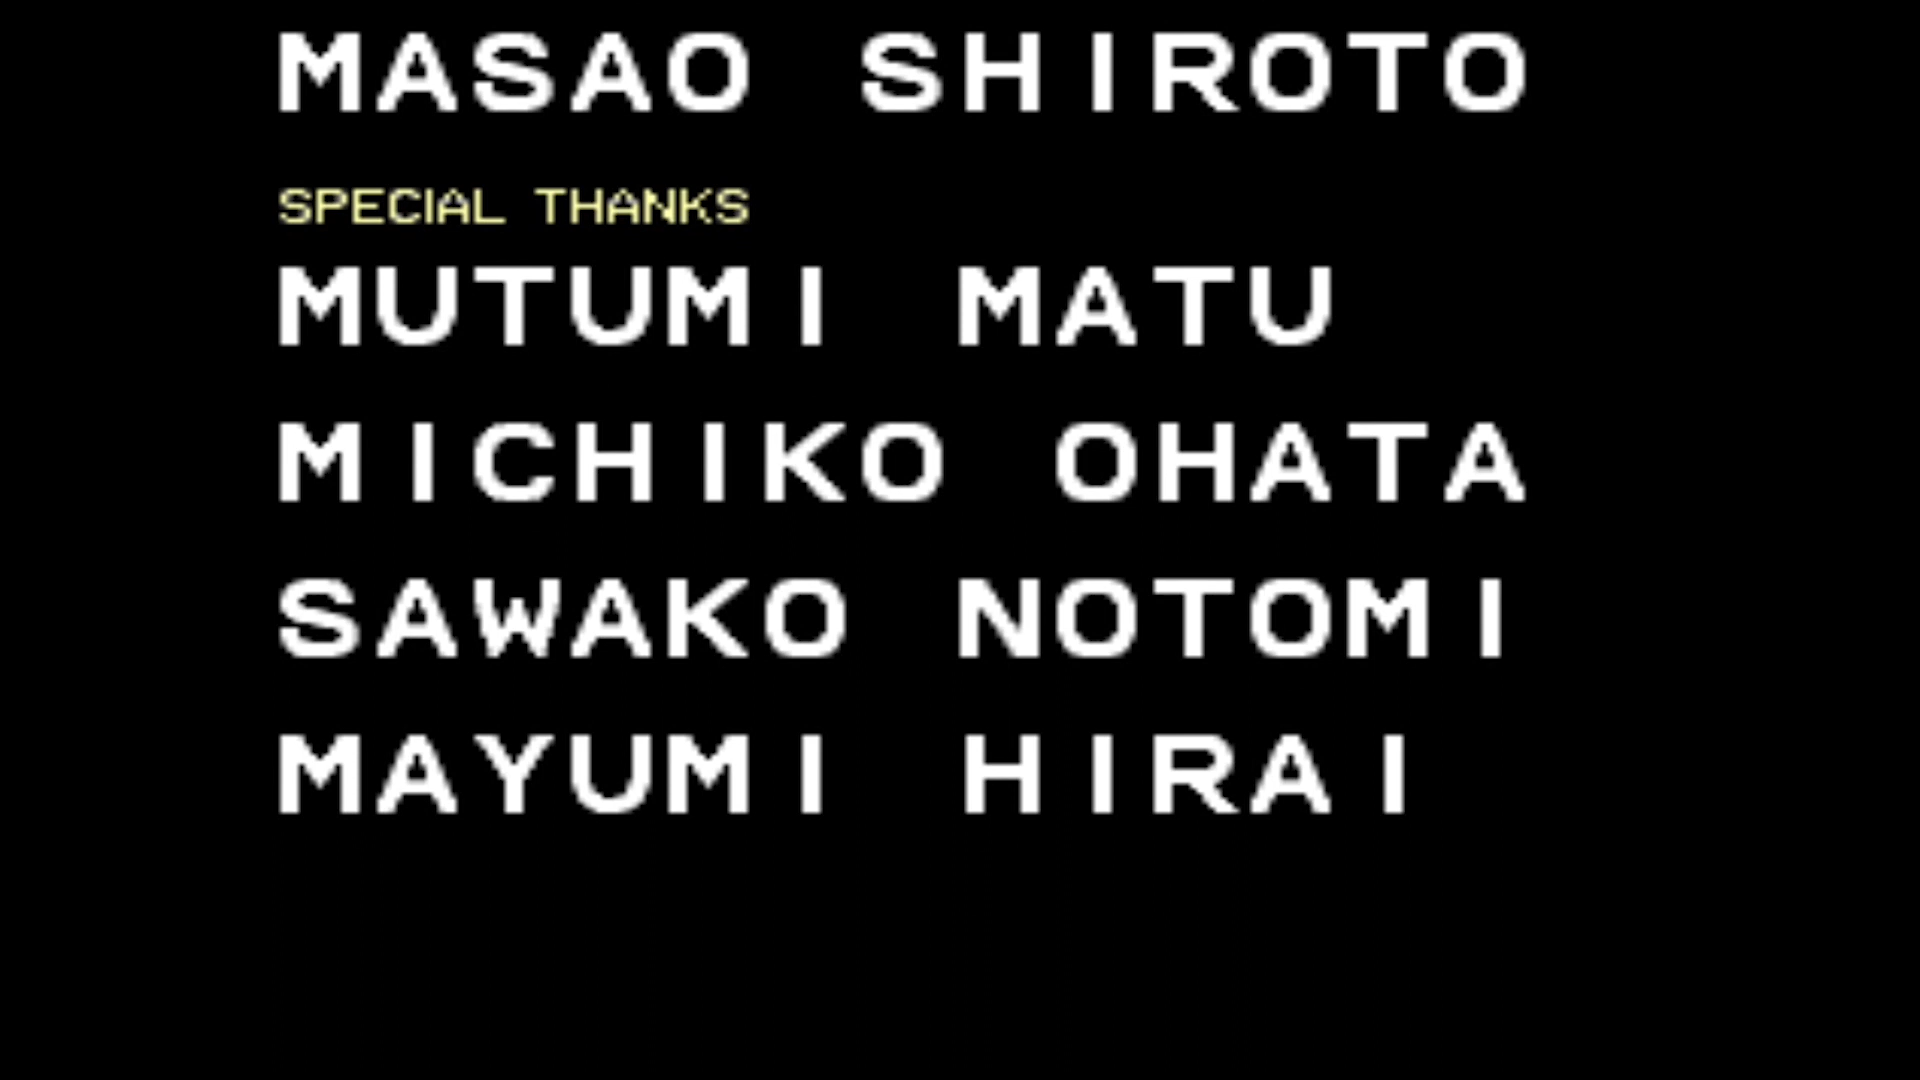 MASAO SHIROTO
SPECIAL THANKS
MUTUMI MATU
MICHIKO OHATA
SAWAKO NOTOMI
MAYUMI HIRAI